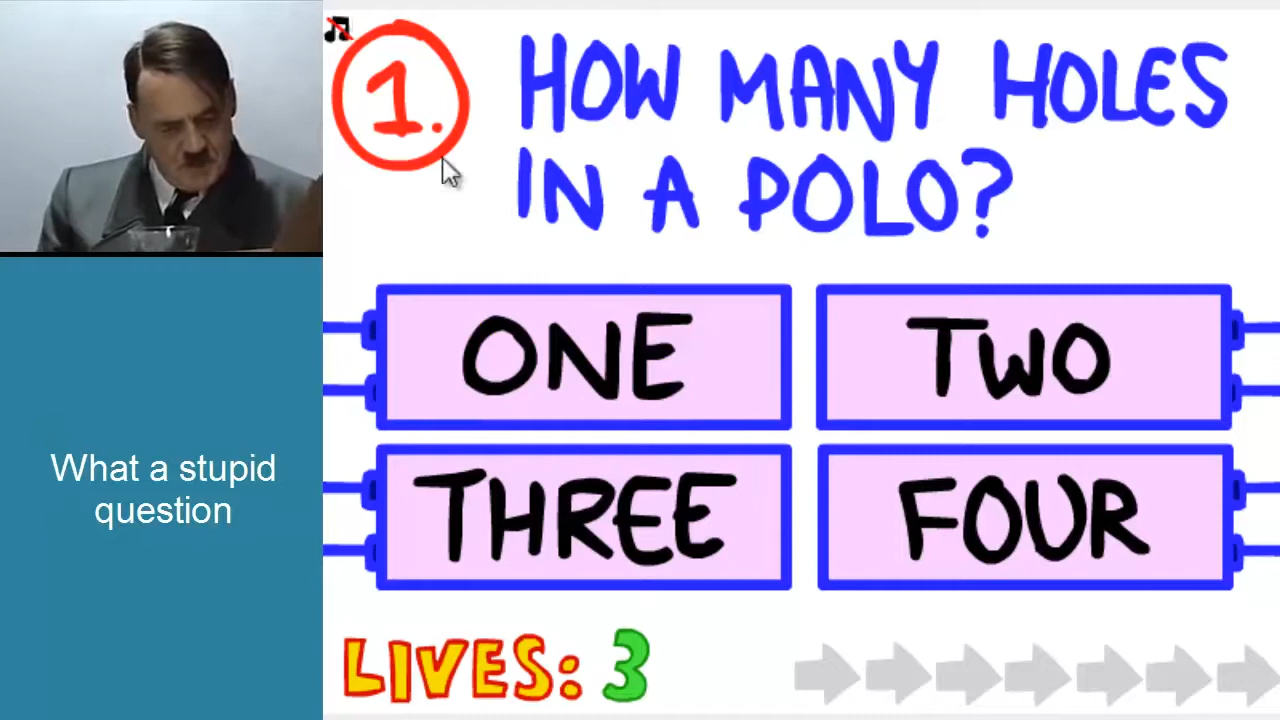 1.
HOW MANY HOLES
IN A POLO?
ONE
TWO
THREE
FOUR
What a stupid
question
LIVES: 3